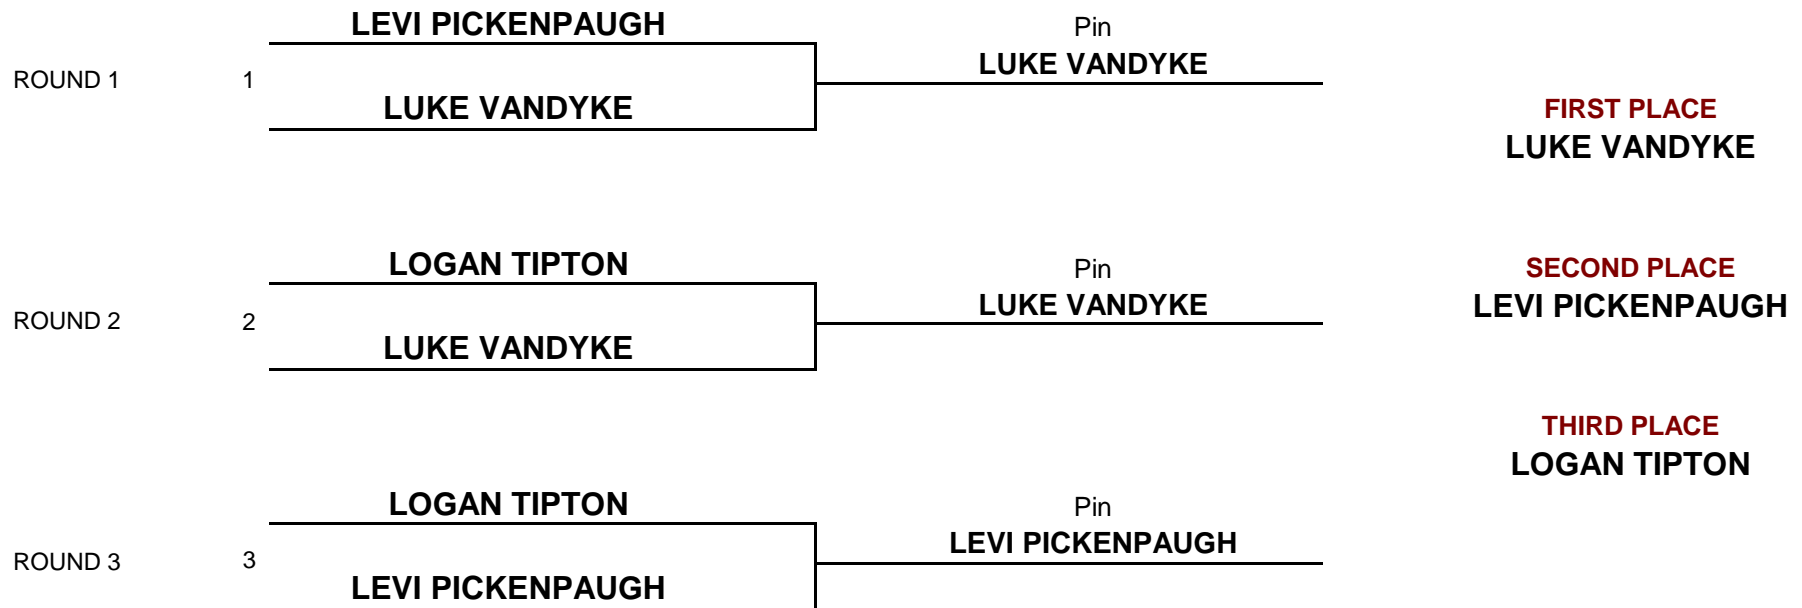 LEVI PICKENPAUGH
Pin
LUKE VANDYKE
ROUND 1
1
LUKE VANDYKE
FIRST PLACE
LUKE VANDYKE
LOGAN TIPTON
Pin
SECOND PLACE
LUKE VANDYKE
LEVI PICKENPAUGH
ROUND 2
2
LUKE VANDYKE
THIRD PLACE
LOGAN TIPTON
LOGAN TIPTON
Pin
LEVI PICKENPAUGH
ROUND 3
3
LEVI PICKENPAUGH